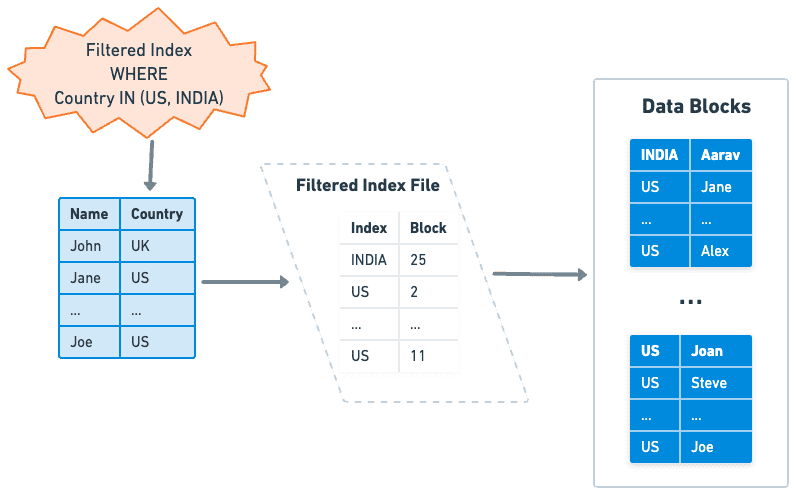 Filtered Index
WHERE
Country IN (US, INDIA)
Name Country
John UK
Jane US
... ...
Joe US
Filtered Index File
Index Block
INDIA 25
US 2
... ...
US 11
Data Blocks
INDIA Aarav
US Jane
... ...
US Alex
...
US Joan
US Steve
... ...
US Joe